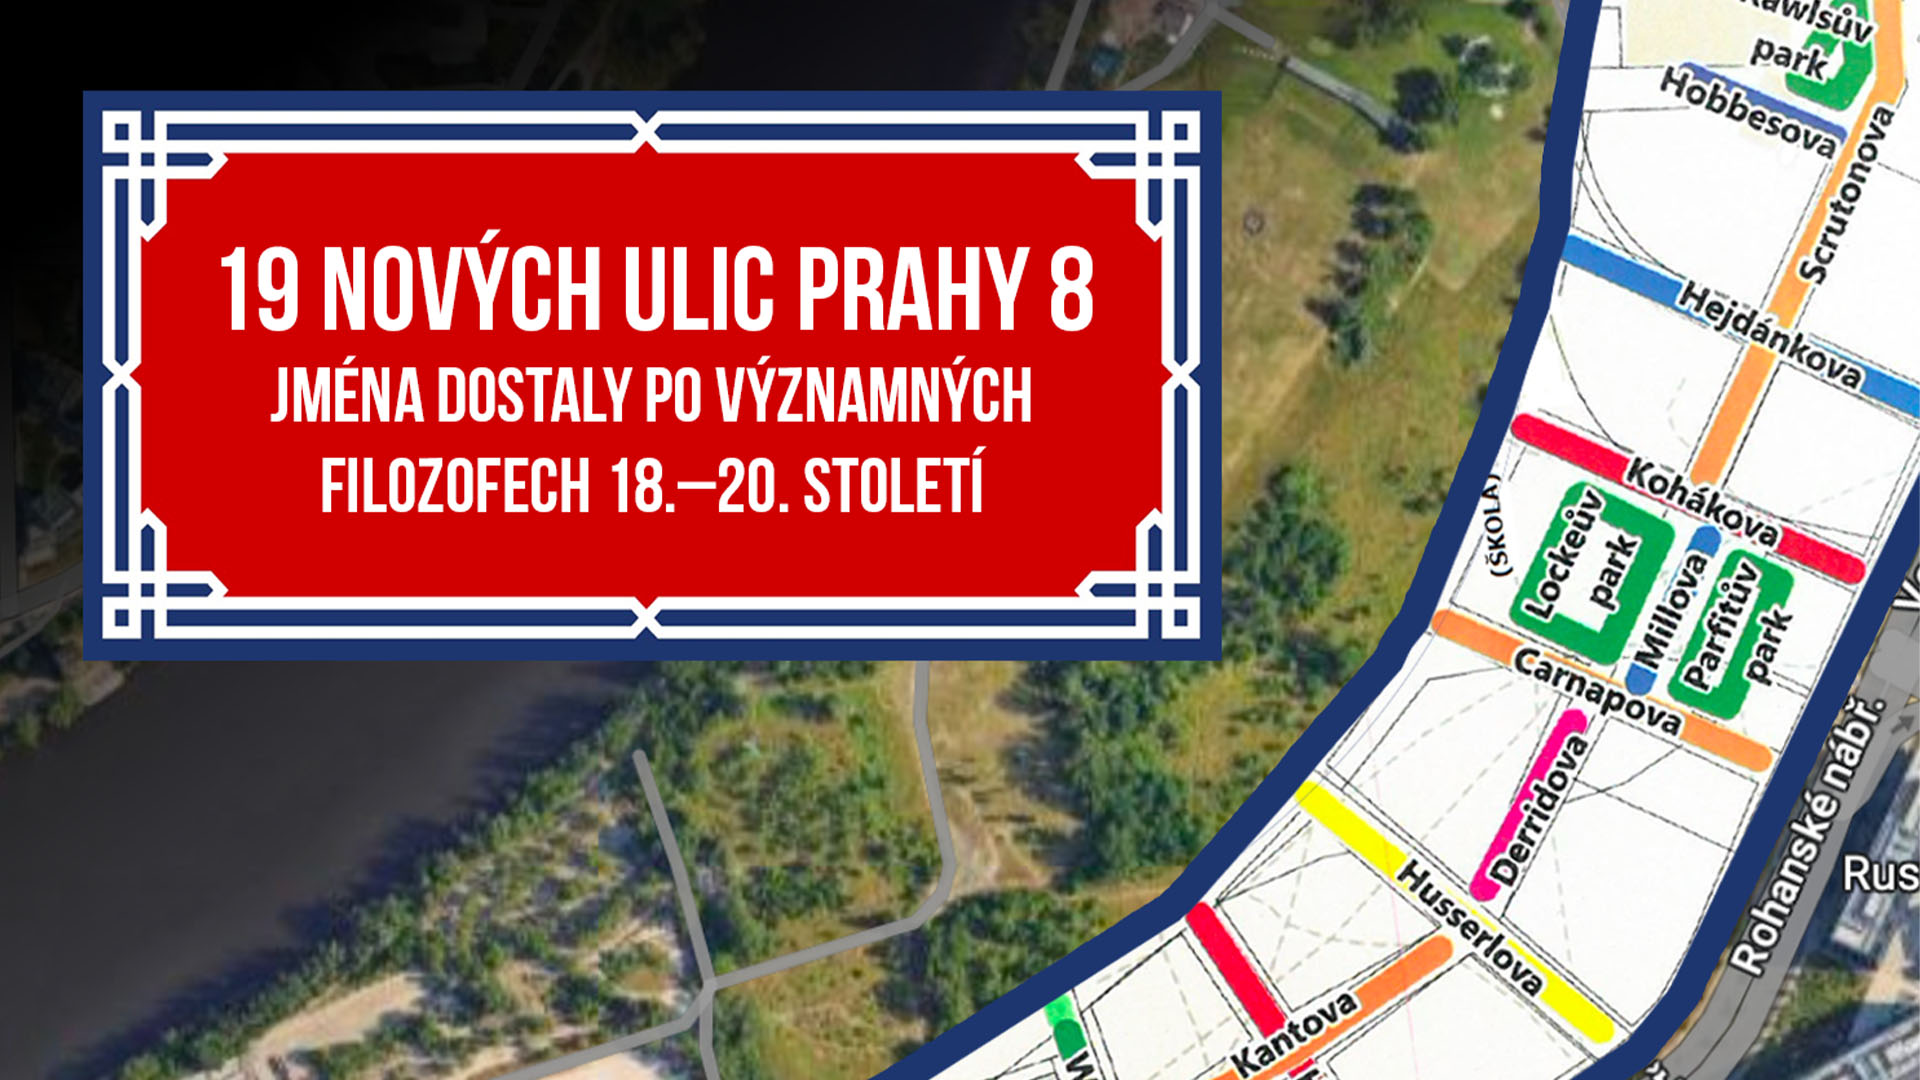 19 NOVÝCH ULIC PRAHY 8
JMÉNA DOSTALY PO VÝZNAMNÝCH
FILOZOFECH 18.–20. STOLETÍ
park
Hobbesova
Scrutonova
Hejdánkova
Kohákova
(ŠKOLA)
Lockeův
park
Millova
Parfitův
park
Carnapova
Derridova
Husserlova
Kantova
Rohanské nábř.
Rus